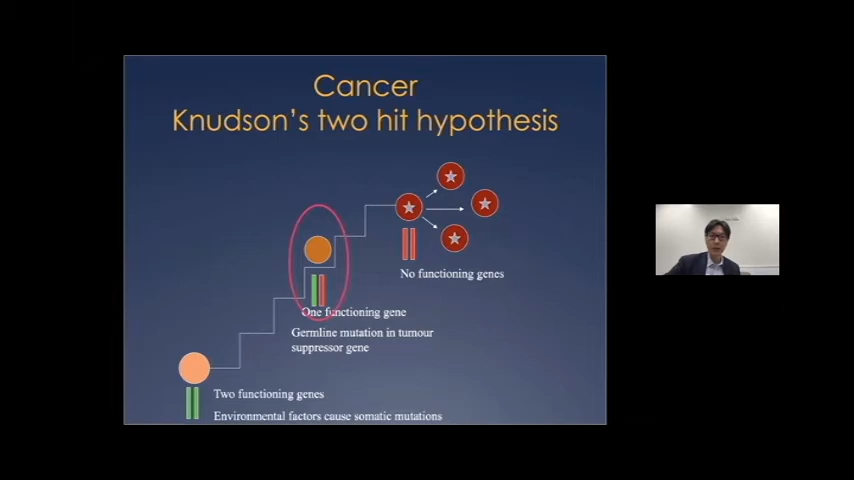 Cancer
Knudson's two hit hypothesis
No functioning genes
One functioning gene
Germline mutation in tumour
suppressor gene
Two functioning genes
Environmental factors cause somatic mutations